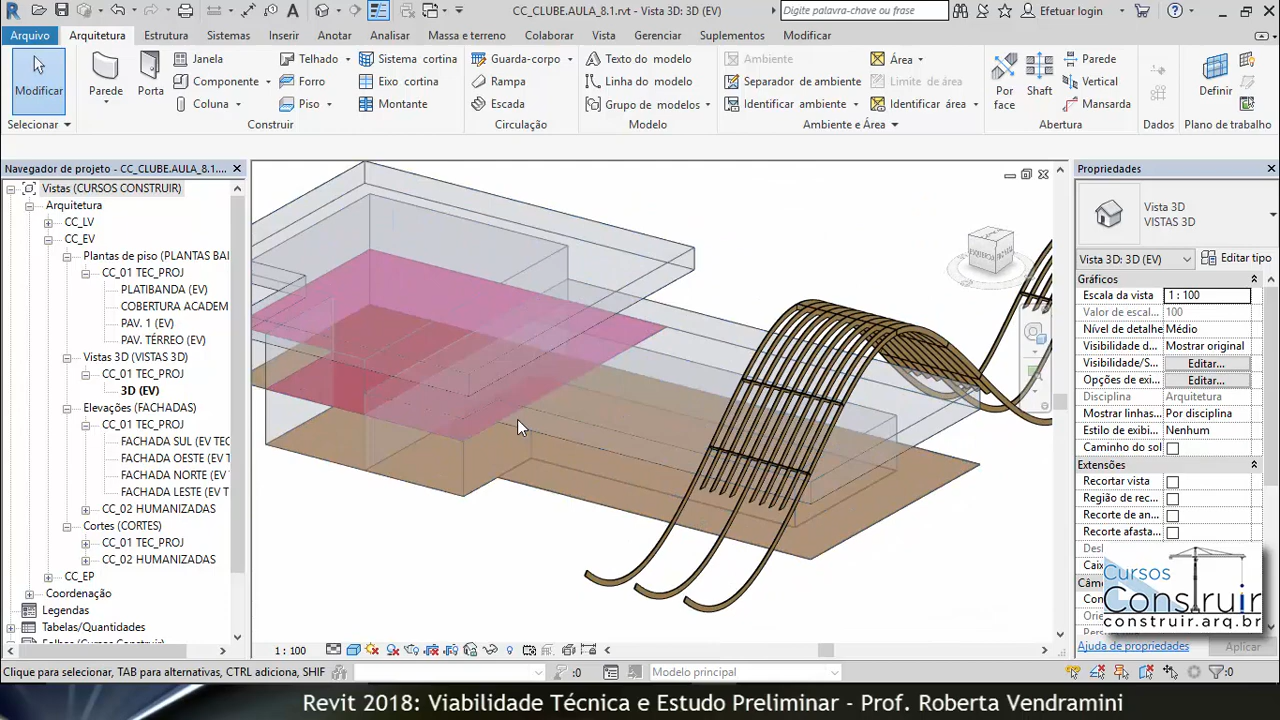 CC_CLUBE.AULA_8.1.rvt - Vista 3D: 3D (EV)
Digite palavra-chave ou frase
Efetuar login
Arquivo Arquitetura Estrutura Sistemas Inserir Anotar Analisar Massa e terreno Colaborar Vista Gerenciar Suplementos Modificar
Modificar
Parede
Porta
Janela
Componente
Coluna
Telhado
Forro
Piso
Sistema cortina
Eixo cortina
Montante
Guarda-corpo
Rampa
Escada
Texto do modelo
Linha do modelo
Grupo de modelos
Ambiente
Separador de ambiente
Identificar ambiente
Área
Limite de área
Identificar área
Por face
Shaft
Parede
Vertical
Mansarda
Definir
Selecionar Construir Circulação Modelo Ambiente e Área Abertura Dados Plano de trabalho
Navegador de projeto - CC_CLUBE.AULA_8.1....
Vistas (CURSOS CONSTRUIR)
Arquitetura
CC_LV
CC_EV
Plantas de piso (PLANTAS BAI
CC_01 TEC_PROJ
PLATIBANDA (EV)
COBERTURA ACADEM
PAV. 1 (EV)
PAV. TÉRREO (EV)
Vistas 3D (VISTAS 3D)
CC_01 TEC_PROJ
3D (EV)
Elevações (FACHADAS)
CC_01 TEC_PROJ
FACHADA SUL (EV TEC
FACHADA OESTE (EV T
FACHADA NORTE (EV T
FACHADA LESTE (EV T
CC_02 HUMANIZADAS
Cortes (CORTES)
CC_01 TEC_PROJ
CC_02 HUMANIZADAS
CC_EP
Coordenação
Legendas
Tabelas/Quantidades
Propriedades
Vista 3D
VISTAS 3D
Vista 3D: 3D (EV)
Editar tipo
Gráficos
Escala da vista 1 : 100
Valor de escal... 100
Nível de detalhe Médio
Visibilidade d... Mostrar original
Visibilidade/S... Editar...
Opções de exi... Editar...
Disciplina Arquitetura
Mostrar linhas... Por disciplina
Estilo de exibi... Nenhum
Caminho do sol
Extensões
Recortar vista
Região de rec...
Recorte de an...
Recorte afasta...
Cursos
Construir
construir.arq.br
Ajuda de propriedades
Aplicar
1 : 100
Clique para selecionar, TAB para alternativas, CTRL adiciona, SHIF
:0
Modelo principal
:0
Revit 2018: Viabilidade Técnica e Estudo Preliminar - Prof. Roberta Vendramini